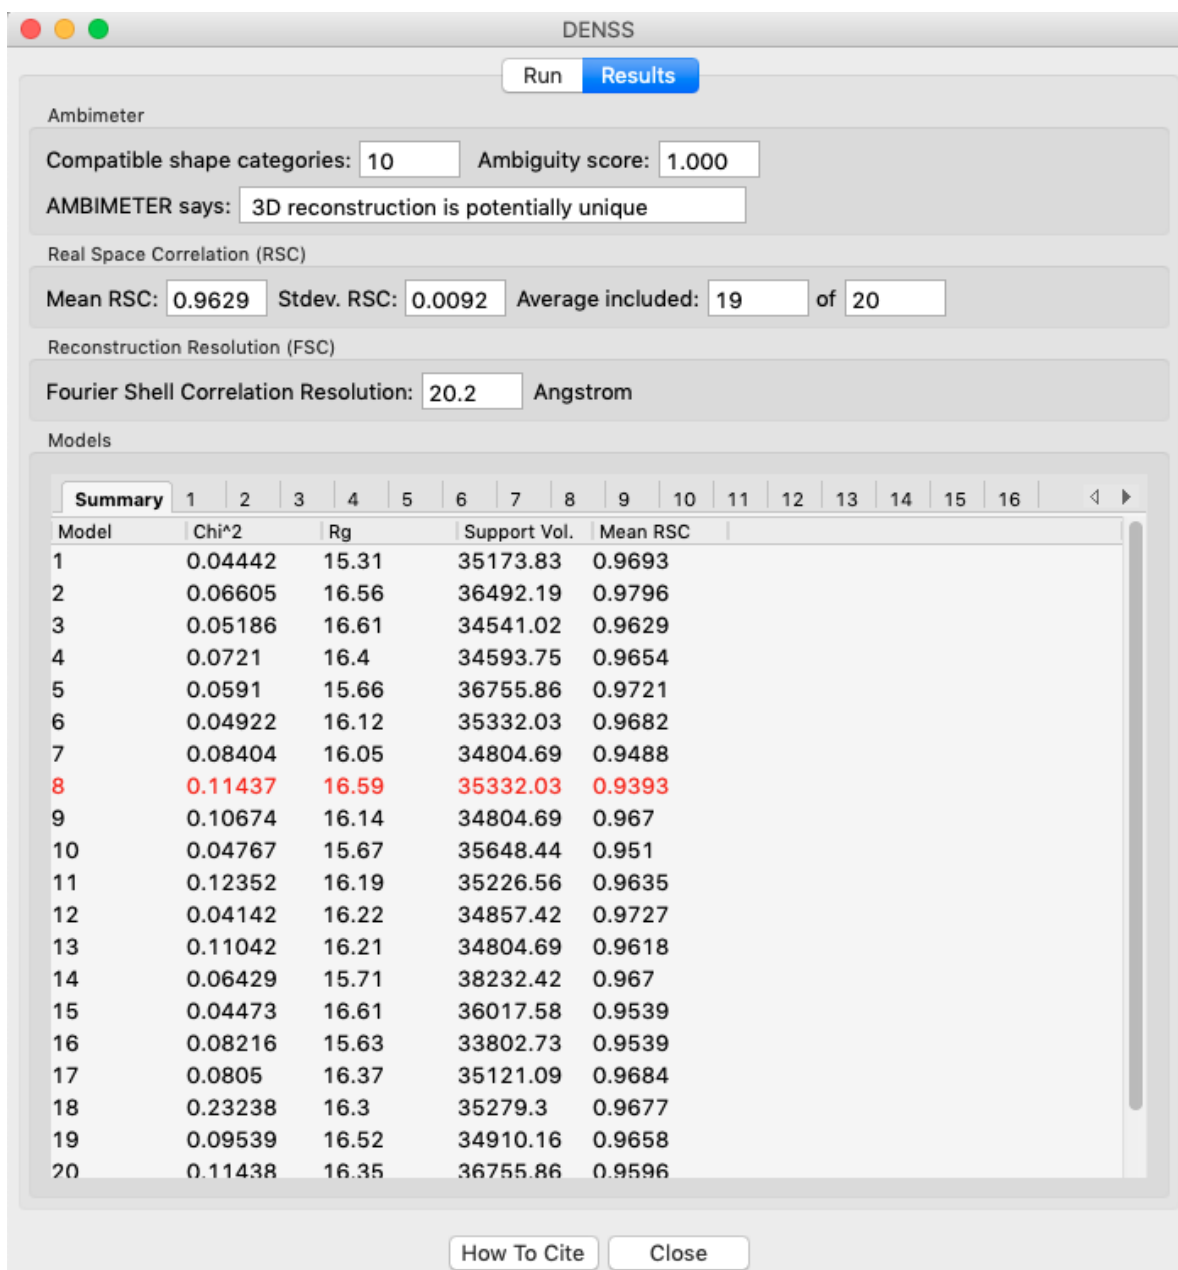 DENSS
Run Results
Ambimeter
Compatible shape categories: 10 Ambiguity score: 1.000
AMBIMETER says: 3D reconstruction is potentially unique
Real Space Correlation (RSC)
Mean RSC: 0.9629 Stdev. RSC: 0.0092 Average included: 19 of 20
Reconstruction Resolution (FSC)
Fourier Shell Correlation Resolution: 20.2 Angstrom
Models
Summary 1 2 3 4 5 6 7 8 9 10 11 12 13 14 15 16
Model Chi^2 Rg Support Vol. Mean RSC
1 0.04442 15.31 35173.83 0.9693
2 0.06605 16.56 36492.19 0.9796
3 0.05186 16.61 34541.02 0.9629
4 0.0721 16.4 34593.75 0.9654
5 0.0591 15.66 36755.86 0.9721
6 0.04922 16.12 35332.03 0.9682
7 0.08404 16.05 34804.69 0.9488
8 0.11437 16.59 35332.03 0.9393
9 0.10674 16.14 34804.69 0.967
10 0.04767 15.67 35648.44 0.951
11 0.12352 16.19 35226.56 0.9635
12 0.04142 16.22 34857.42 0.9727
13 0.11042 16.21 34804.69 0.9618
14 0.06429 15.71 38232.42 0.967
15 0.04473 16.61 36017.58 0.9539
16 0.08216 15.63 33802.73 0.9539
17 0.0805 16.37 35121.09 0.9684
18 0.23238 16.3 35279.3 0.9677
19 0.09539 16.52 34910.16 0.9658
20 0.11438 16.35 36755.86 0.9596
How To Cite Close